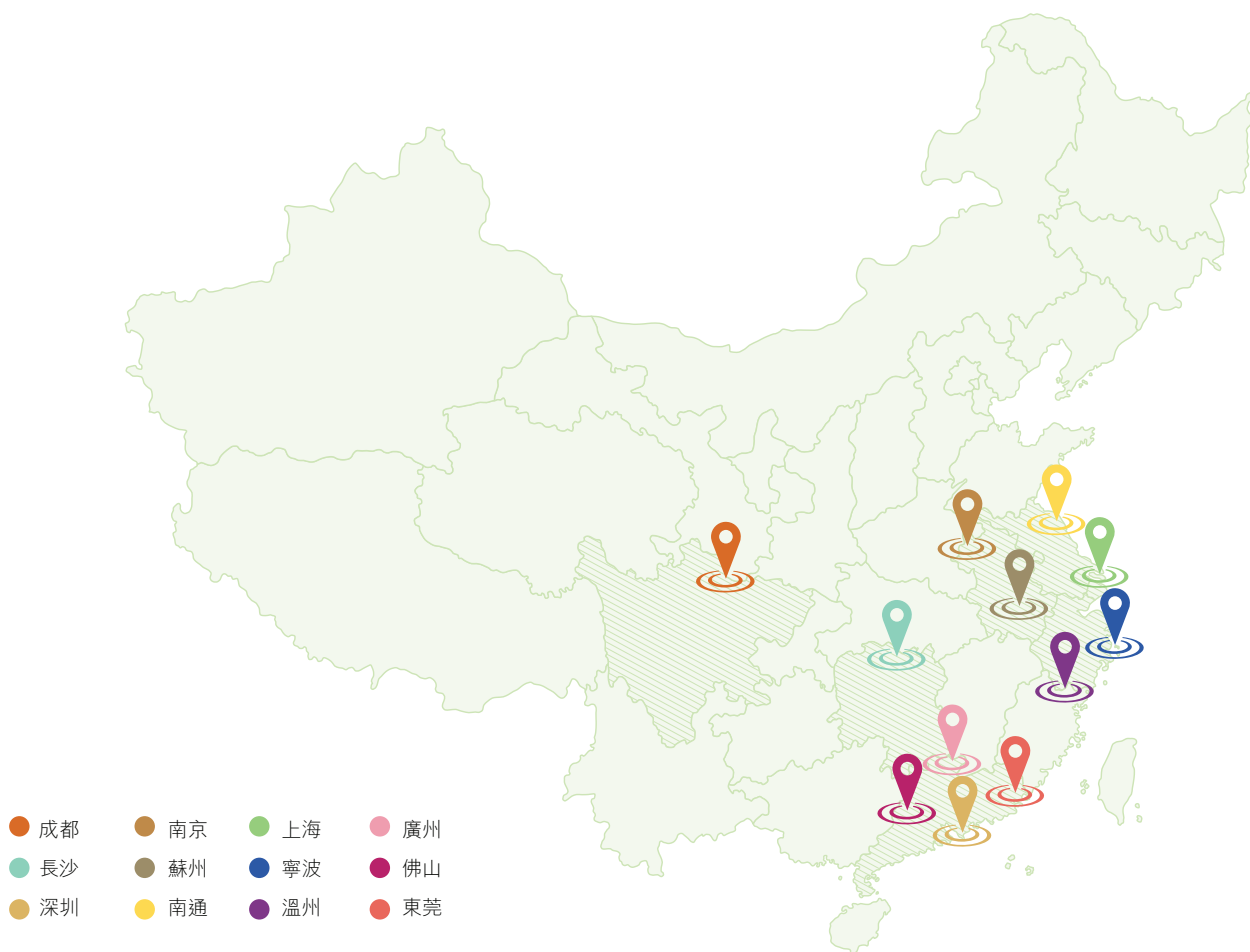 成都 南京 上海 廣州
長沙 蘇州 寧波 佛山
深圳 南通 溫州 東莞